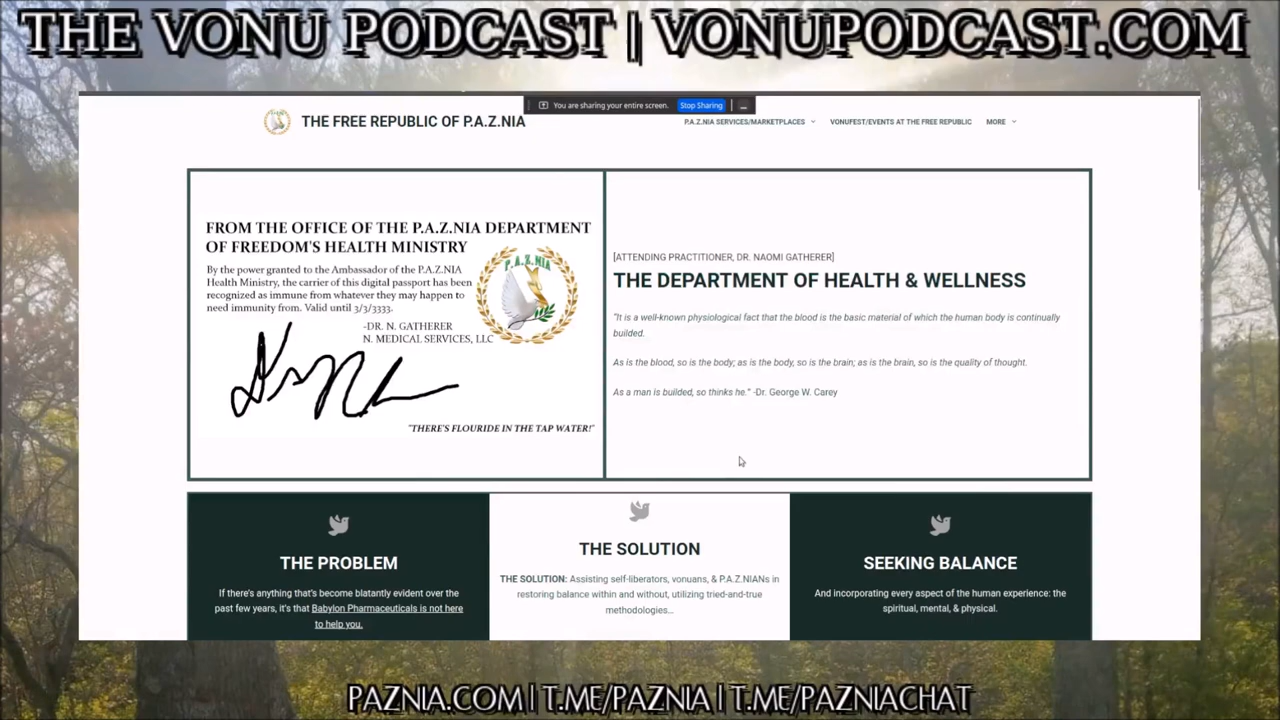 THE VONU PODCAST | VONUPODCAST.COM
You are sharing your entire screen. Stop Sharing
THE FREE REPUBLIC OF P.A.Z.NIA
P.A.Z.NIA SERVICES/MARKETPLACES VONUFEST/EVENTS AT THE FREE REPUBLIC MORE
FROM THE OFFICE OF THE P.A.Z.NIA DEPARTMENT
OF FREEDOM'S HEALTH MINISTRY
By the power granted to the Ambassador of the P.A.Z.NIA
Health Ministry, the carrier of this digital passport has been
recognized as immune from whatever they may happen to
need immunity from. Valid until 3/3/3333.
-DR. N. GATHERER
N. MEDICAL SERVICES, LLC
P.A.Z.NIA
"THERE'S FLOURIDE IN THE TAP WATER!"
[ATTENDING PRACTITIONER, DR. NAOMI GATHERER]
THE DEPARTMENT OF HEALTH & WELLNESS
"It is a well-known physiological fact that the blood is the basic material of which the human body is continually
builded.
As is the blood, so is the body; as is the body, so is the brain; as is the brain, so is the quality of thought.
As a man is builded, so thinks he." -Dr. George W. Carey
THE PROBLEM
If there's anything that's become blatantly evident over the
past few years, it's that Babylon Pharmaceuticals is not here
to help you.
THE SOLUTION
THE SOLUTION: Assisting self-liberators, vonuans, & P.A.Z.NIANs in
restoring balance within and without, utilizing tried-and-true
methodologies...
SEEKING BALANCE
And incorporating every aspect of the human experience: the
spiritual, mental, & physical.
PAZNIA.COM | T.ME/PAZNIA | T.ME/PAZNIACHAT